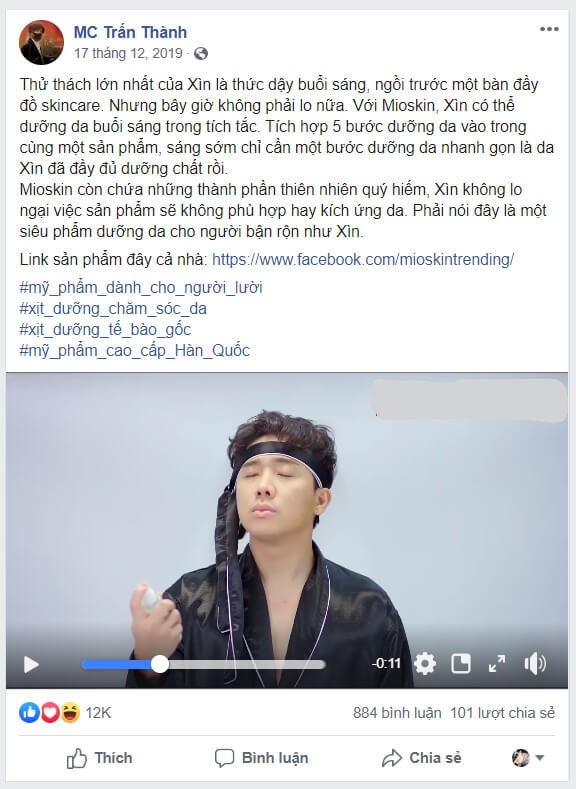 MC Trấn Thành
17 tháng 12, 2019 ·
Thử thách lớn nhất của Xìn là thức dậy buổi sáng, ngồi trước một bàn đầy
đồ skincare. Nhưng bây giờ không phải lo nữa. Với Mioskin, Xìn có thể
dưỡng da buổi sáng trong tích tắc. Tích hợp 5 bước dưỡng da vào trong
cùng một sản phẩm, sáng sớm chỉ cần một bước dưỡng da nhanh gọn là da
Xìn đã đầy đủ dưỡng chất rồi.
Mioskin còn chứa những thành phần thiên nhiên quý hiếm, Xìn không lo
ngại việc sản phẩm sẽ không phù hợp hay kích ứng da. Phải nói đây là một
siêu phẩm dưỡng da cho người bận rộn như Xìn.
Link sản phẩm đây cả nhà: https://www.facebook.com/mioskintrending/
#mỹ_phẩm_dành_cho_người_lười
#xịt_dưỡng_chăm_sóc_da
#xịt_dưỡng_tế_bào_gốc
#mỹ_phẩm_cao_cấp_Hàn_Quốc
-0:11
12K
884 bình luận 101 lượt chia sẻ
Thích Bình luận Chia sẻ